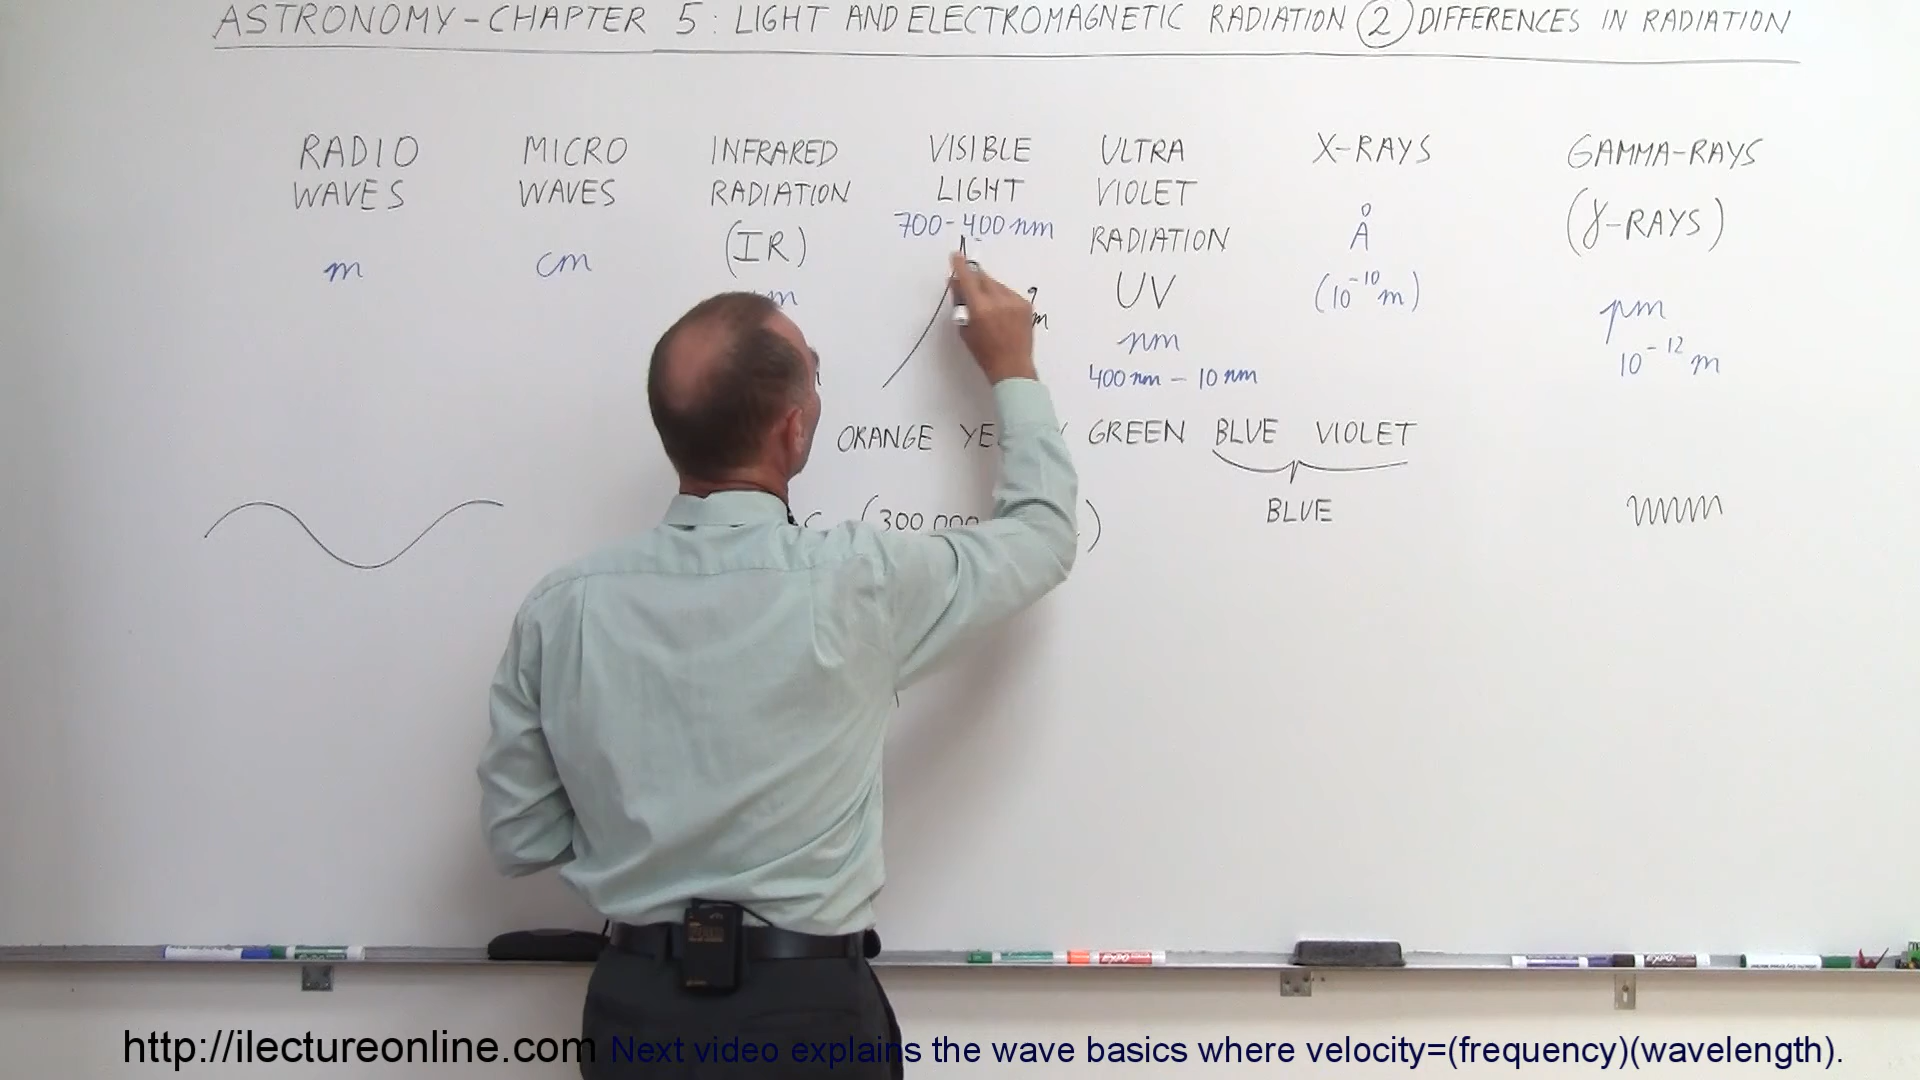 ASTRONOMY - CHAPTER 5 : LIGHT AND ELECTROMAGNETIC RADIATION 2 DIFFERENCES IN RADIATION
RADIO WAVES
m
MICRO WAVES
cm
INFRARED RADIATION
(IR)
VISIBLE LIGHT
700-400 nm
ULTRA VIOLET RADIATION
UV
nm
400 nm - 10 nm
X-RAYS
Å
(10⁻¹⁰ m)
GAMMA-RAYS
(γ-RAYS)
pm
10⁻¹² m
ORANGE GREEN BLUE VIOLET
BLUE
(300 000 )
http://ilectureonline.com Next video explains the wave basics where velocity=(frequency)(wavelength).